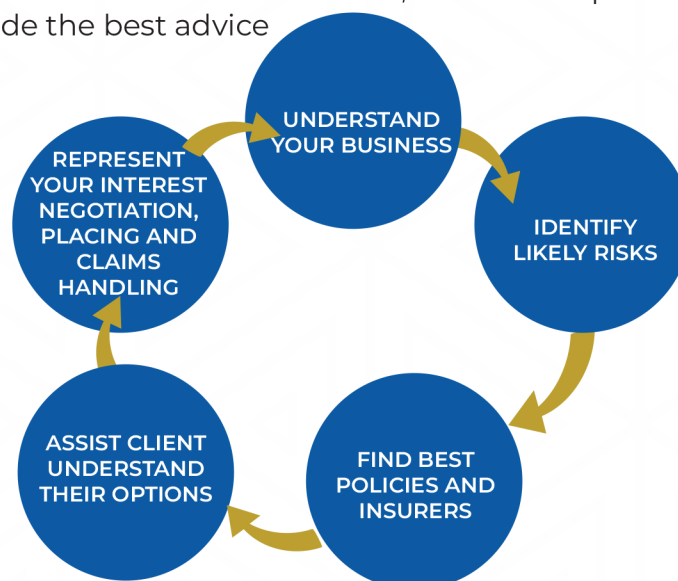 de the best advice
UNDERSTAND
YOUR BUSINESS
IDENTIFY
LIKELY RISKS
FIND BEST
POLICIES AND
INSURERS
ASSIST CLIENT
UNDERSTAND
THEIR OPTIONS
REPRESENT
YOUR INTEREST
NEGOTIATION,
PLACING AND
CLAIMS
HANDLING